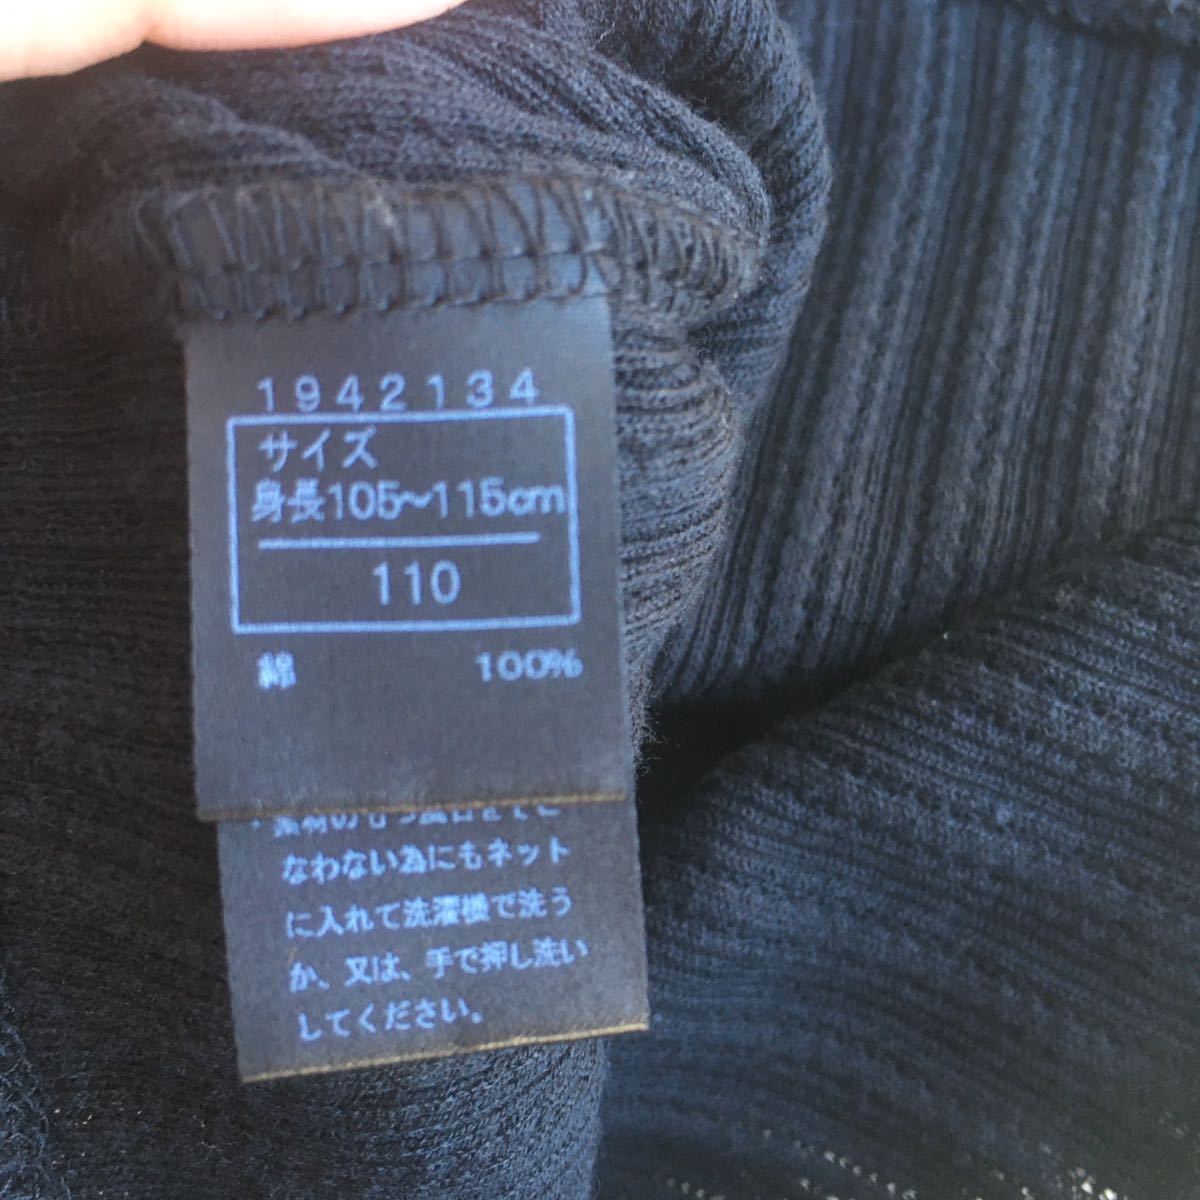 1942134
サイズ
身長105~115cm
110
綿 100%
なわない為にもネット
に入れて洗濯機で洗う
か、又は、手で押し洗い
してください。